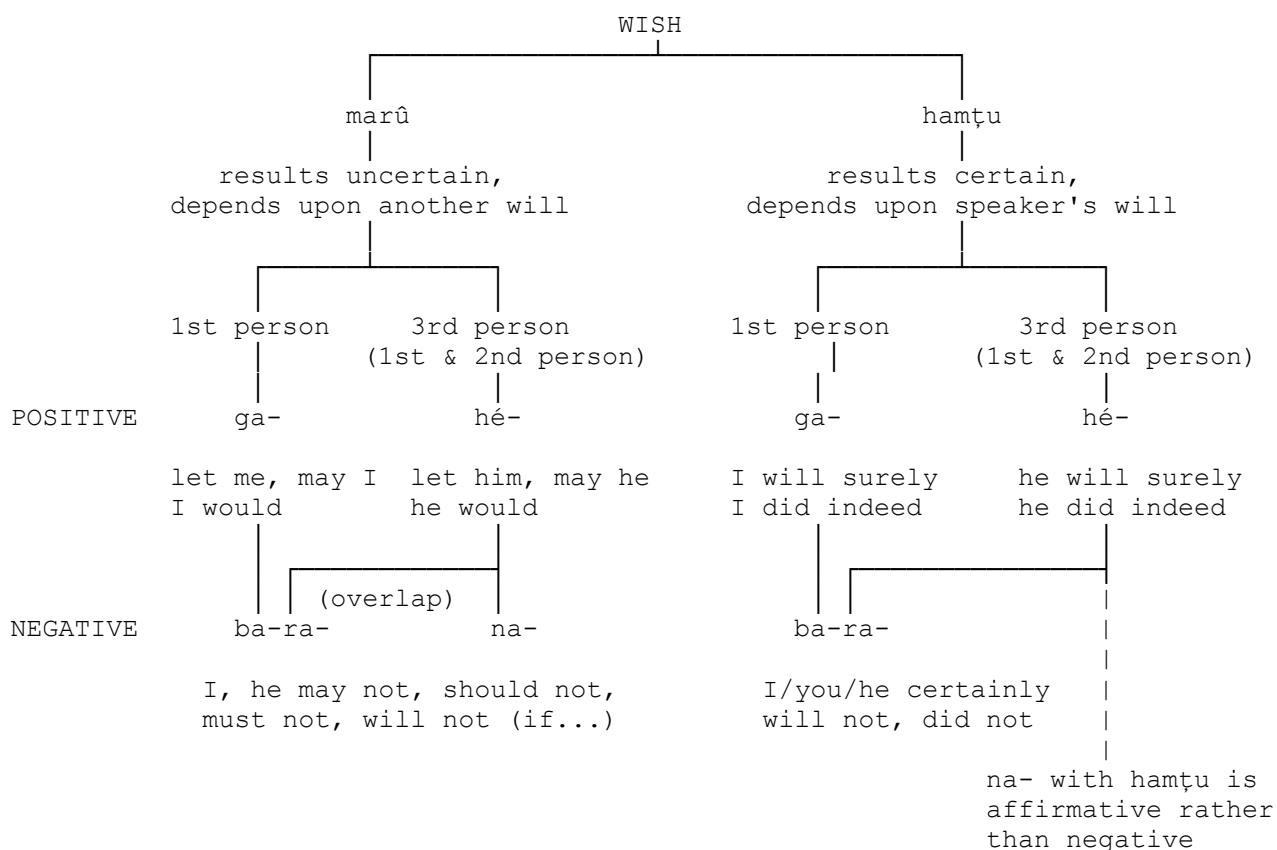 WISH
marû hamṭu
results uncertain, results certain,
depends upon another will depends upon speaker's will
1st person 3rd person 1st person 3rd person
(1st & 2nd person) (1st & 2nd person)
POSITIVE ga- hé- ga- hé-
let me, may I let him, may he I will surely he will surely
I would he would I did indeed he did indeed
(overlap)
NEGATIVE ba-ra- na- ba-ra-
I, he may not, should not, I/you/he certainly
must not, will not (if...) will not, did not
na- with hamṭu is
affirmative rather
than negative